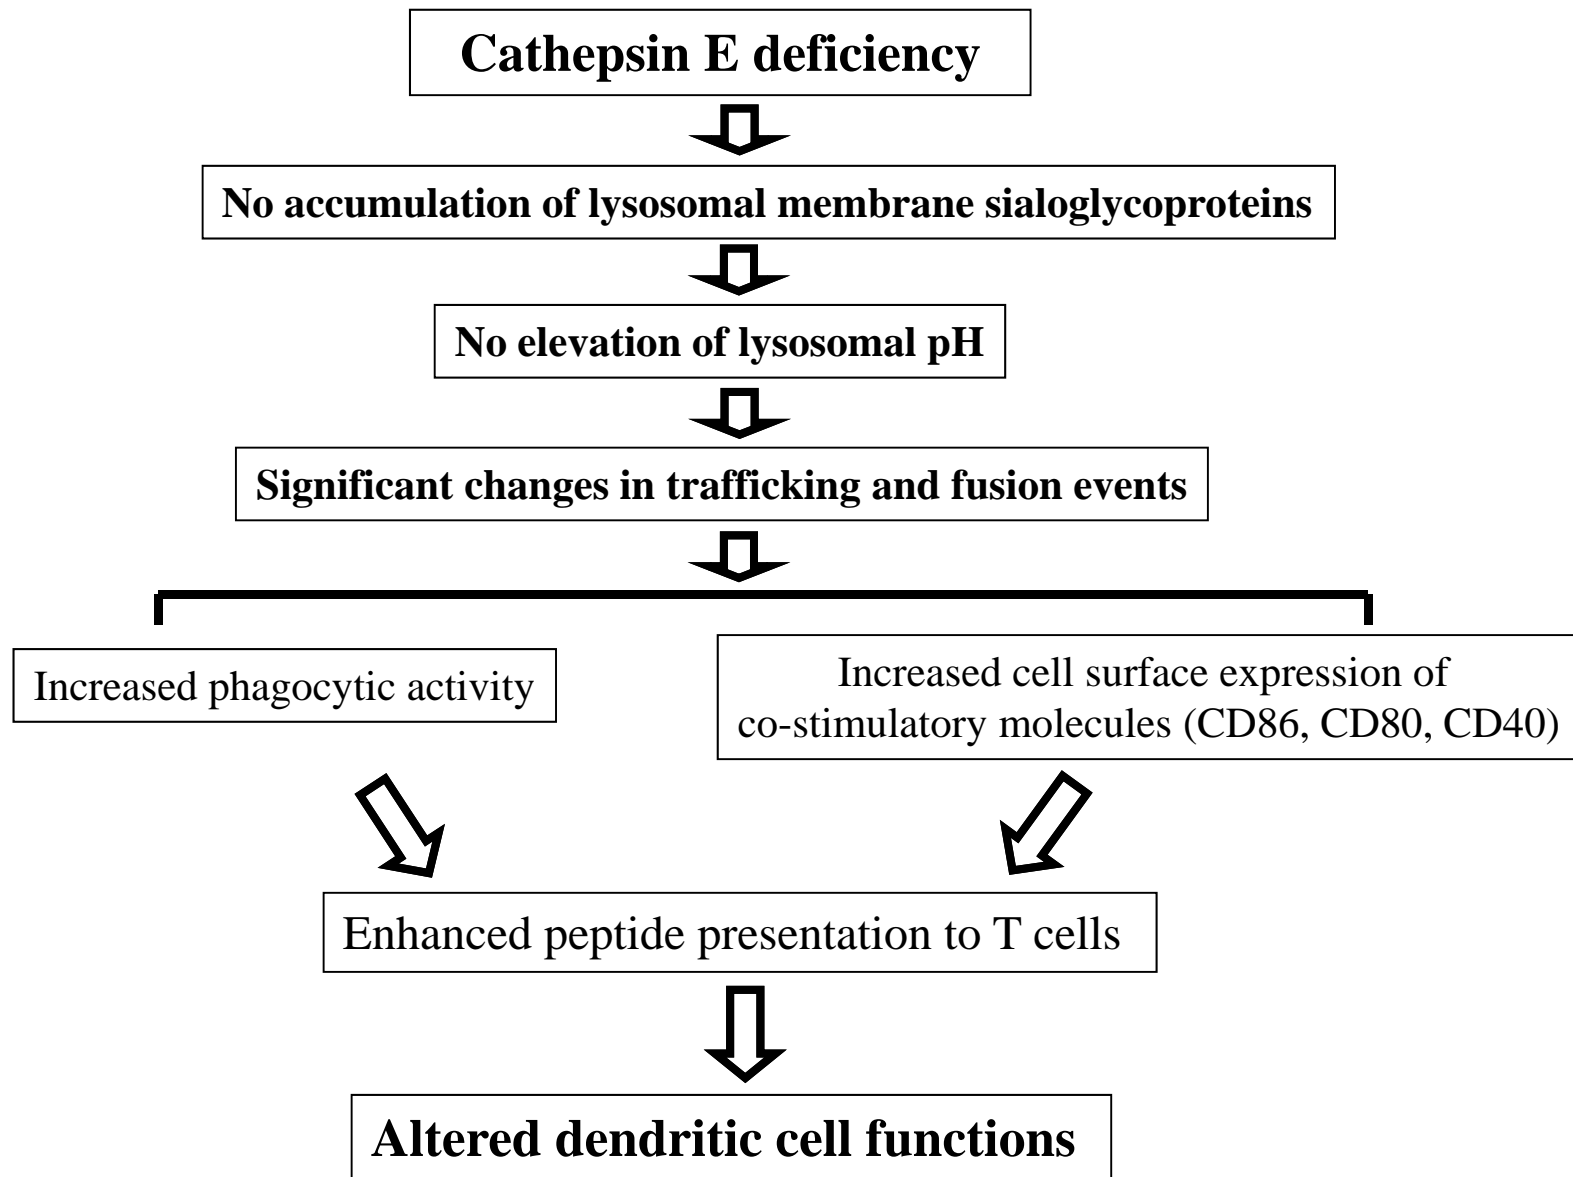 Cathepsin E deficiency
No accumulation of lysosomal membrane sialoglycoproteins
No elevation of lysosomal pH
Significant changes in trafficking and fusion events
Increased phagocytic activity
Increased cell surface expression of
co-stimulatory molecules (CD86, CD80, CD40)
Enhanced peptide presentation to T cells
Altered dendritic cell functions